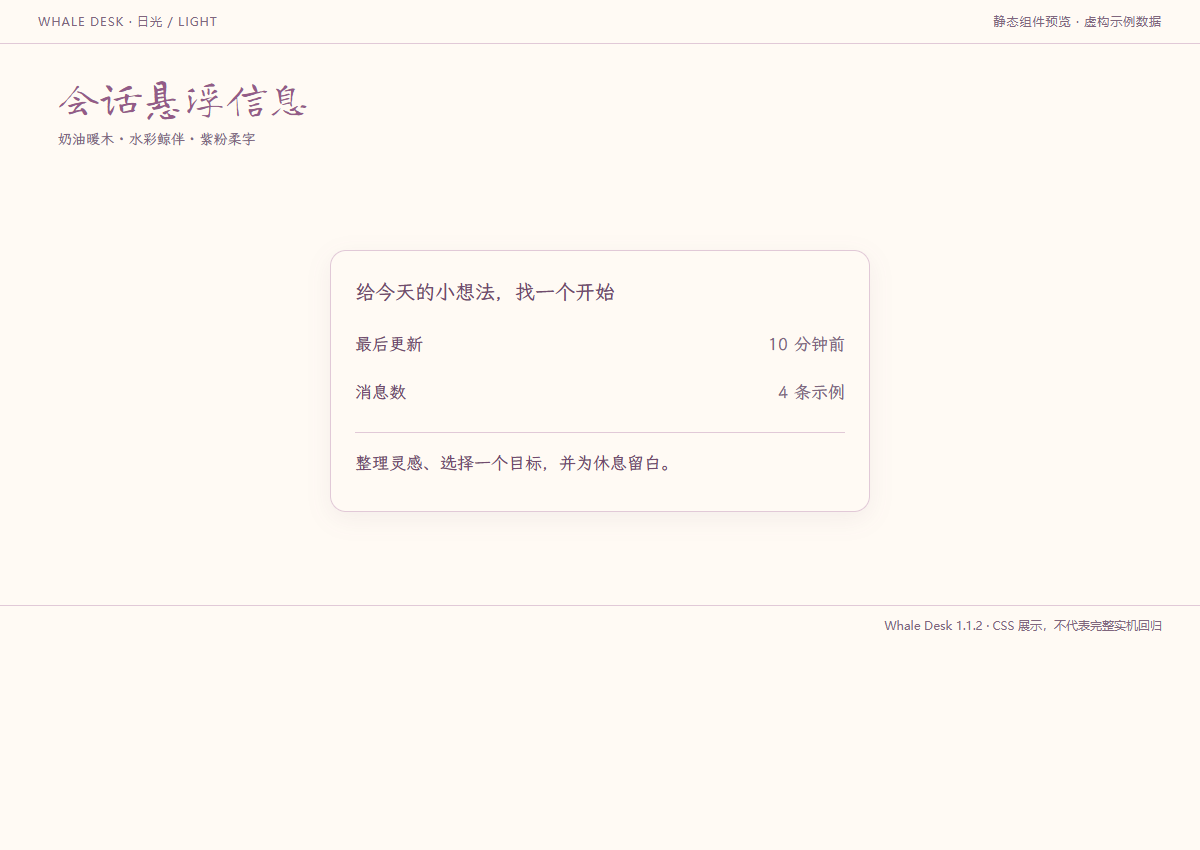 WHALE DESK · 日光 / LIGHT
静态组件预览 · 虚构示例数据
会话悬浮信息
奶油暖木 · 水彩鲸伴 · 紫粉柔字
给今天的小想法，找一个开始
最后更新 10 分钟前
消息数 4 条示例
整理灵感、选择一个目标，并为休息留白。
Whale Desk 1.1.2 · CSS 展示，不代表完整实机回归